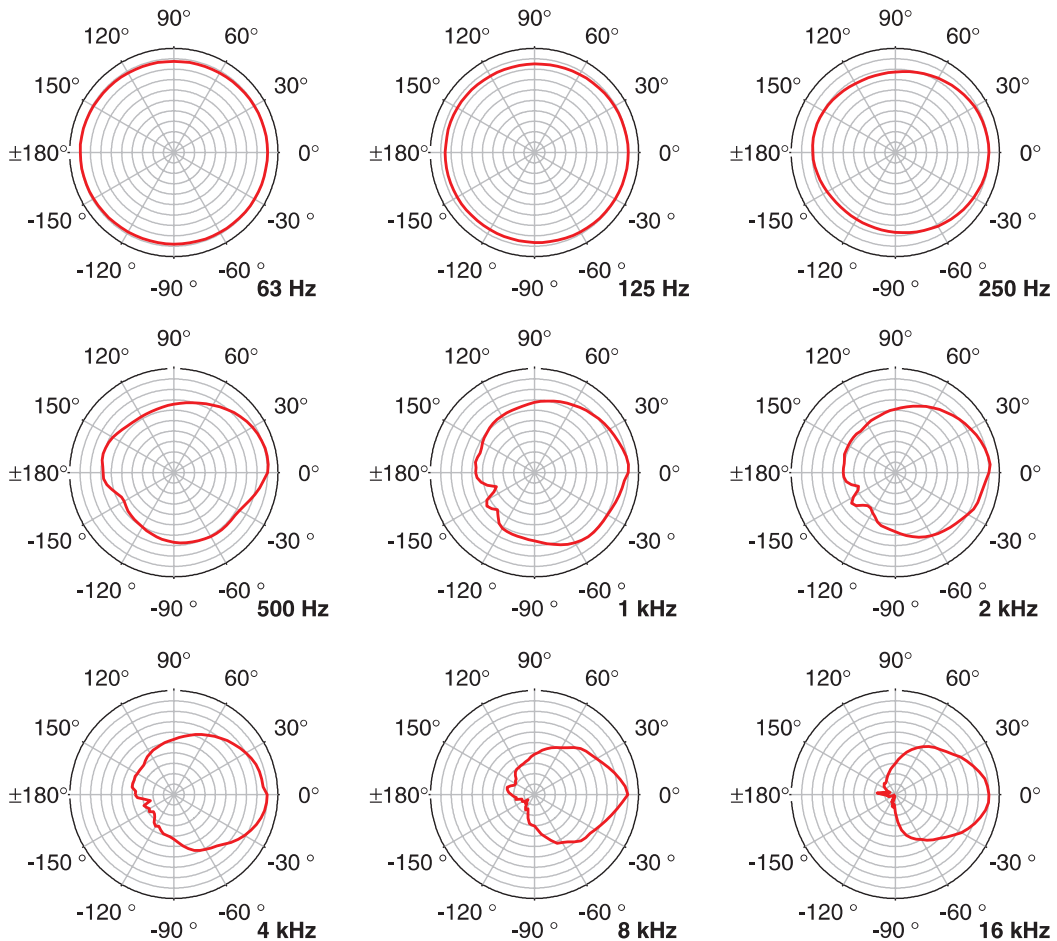 90° 90° 90°
120° 60° 120° 60° 120° 60°
150° 30° 150° 30° 150° 30°
±180° 0° ±180° 0° ±180° 0°
-150 ° -30 ° -150 ° -30 ° -150 ° -30 °
-120 ° -60 ° -120 ° -60 ° -120 ° -60 °
-90 ° 63 Hz -90 ° 125 Hz -90 ° 250 Hz
90° 90° 90°
120° 60° 120° 60° 120° 60°
150° 30° 150° 30° 150° 30°
±180° 0° ±180° 0° ±180° 0°
-150 ° -30 ° -150 ° -30 ° -150 ° -30 °
-120 ° -60 ° -120 ° -60 ° -120 ° -60 °
-90 ° 500 Hz -90 ° 1 kHz -90 ° 2 kHz
90° 90° 90°
120° 60° 120° 60° 120° 60°
150° 30° 150° 30° 150° 30°
±180° 0° ±180° 0° ±180° 0°
-150 ° -30 ° -150 ° -30 ° -150 ° -30 °
-120 ° -60 ° -120 ° -60 ° -120 ° -60 °
-90 ° 4 kHz -90 ° 8 kHz -90 ° 16 kHz